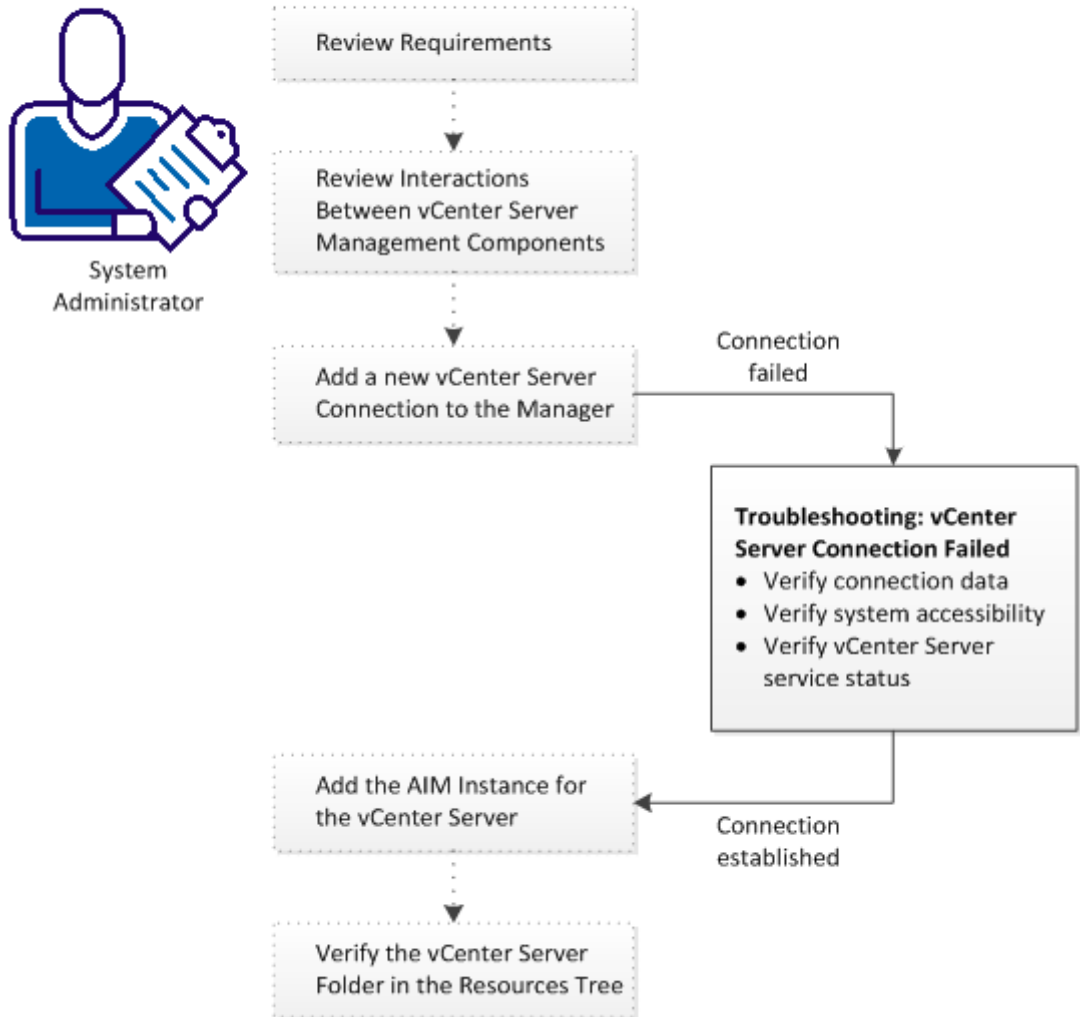 Review Requirements
Review Interactions
Between vCenter Server
Management Components
System
Administrator
Add a new vCenter Server
Connection to the Manager
Connection
failed
Troubleshooting: vCenter
Server Connection Failed
• Verify connection data
• Verify system accessibility
• Verify vCenter Server
service status
Add the AIM Instance for
the vCenter Server
Connection
established
Verify the vCenter Server
Folder in the Resources Tree